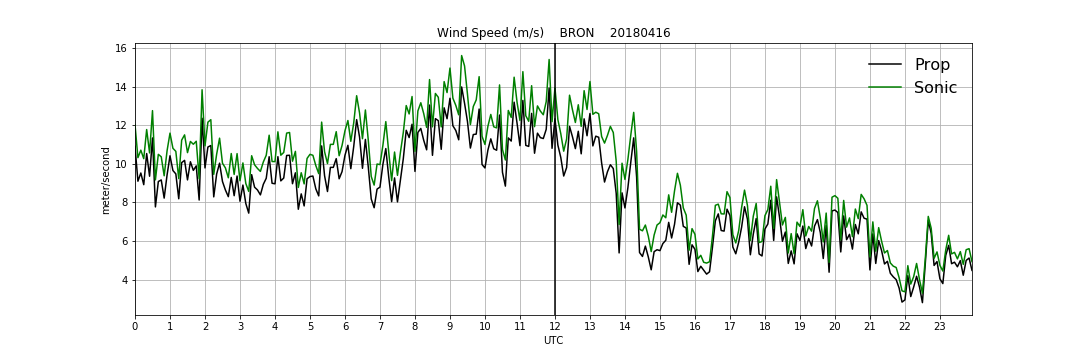 Wind Speed (m/s) BRON 20180416
16
14
12
10
8
6
4
meter/second
Prop
Sonic
0 1 2 3 4 5 6 7 8 9 10 11 12 13 14 15 16 17 18 19 20 21 22 23
UTC